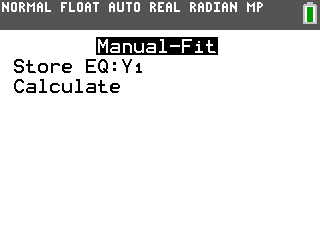 NORMAL FLOAT AUTO REAL RADIAN MP
Manual-Fit
Store EQ:Y₁
Calculate